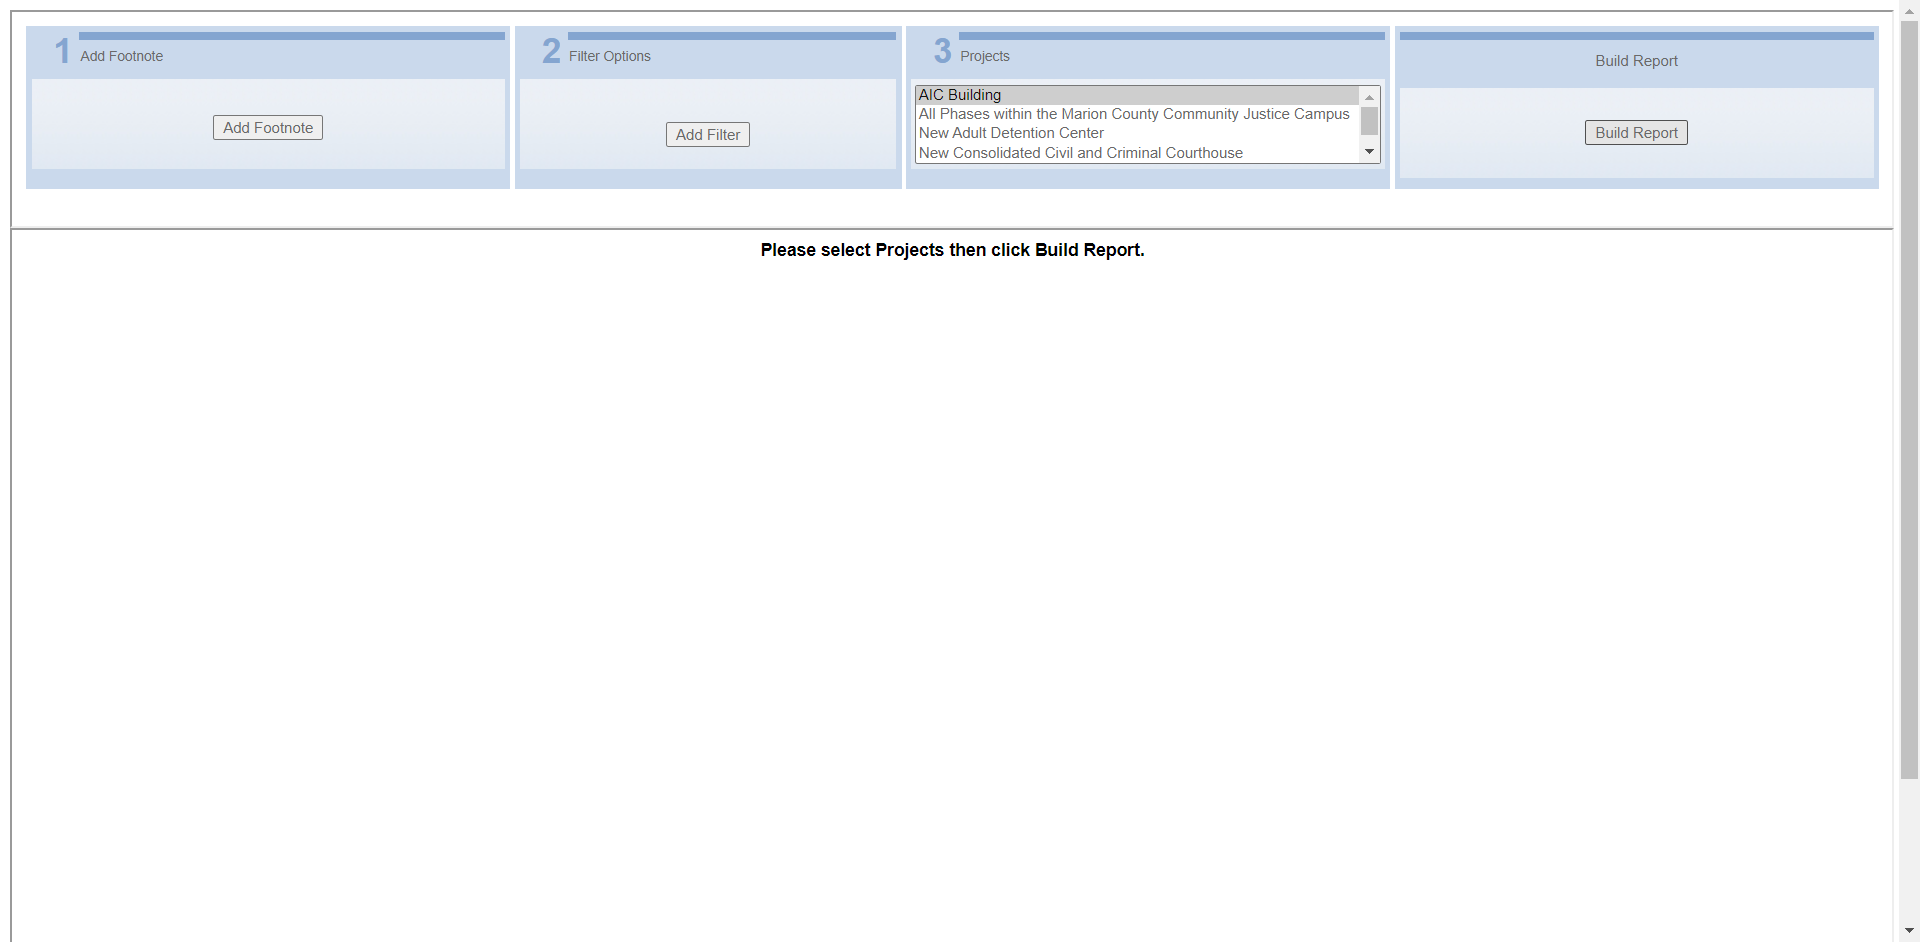 1 Add Footnote
Add Footnote
2 Filter Options
Add Filter
3 Projects
AIC Building
All Phases within the Marion County Community Justice Campus
New Adult Detention Center
New Consolidated Civil and Criminal Courthouse
Build Report
Build Report
Please select Projects then click Build Report.